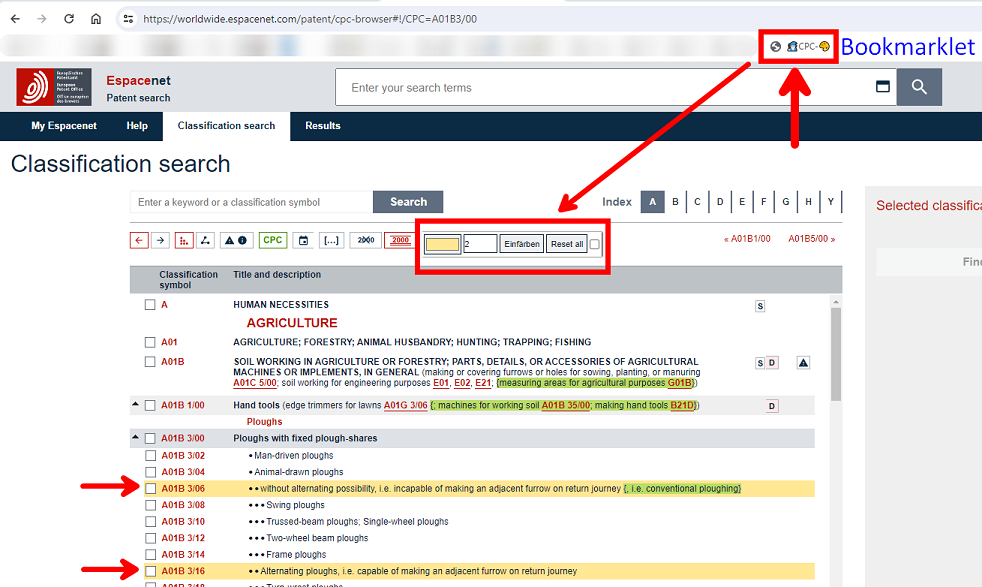 https://worldwide.espacenet.com/patent/cpc-browser#!/CPC=A01B3/00
CPC- Bookmarklet
Europäisches
Patentamt
European
Patent Office
Office européen
des brevets
Espacenet
Patent search
Enter your search terms
My Espacenet Help Classification search Results
Classification search
Enter a keyword or a classification symbol Search Index A B C D E F G H Y
Selected classifica
CPC [...] 2000 2000 2 Einfärben Reset all « A01B1/00 A01B5/00 »
Find
Classification symbol Title and description
A HUMAN NECESSITIES S
AGRICULTURE
A01 AGRICULTURE; FORESTRY; ANIMAL HUSBANDRY; HUNTING; TRAPPING; FISHING
A01B SOIL WORKING IN AGRICULTURE OR FORESTRY; PARTS, DETAILS, OR ACCESSORIES OF AGRICULTURAL S D
MACHINES OR IMPLEMENTS, IN GENERAL (making or covering furrows or holes for sowing, planting, or manuring
A01C 5/00; soil working for engineering purposes E01, E02, E21; {measuring areas for agricultural purposes G01B})
A01B 1/00 Hand tools (edge trimmers for lawns A01G 3/06 {; machines for working soil A01B 35/00; making hand tools B21D}) D
Ploughs
A01B 3/00 Ploughs with fixed plough-shares
A01B 3/02 • Man-driven ploughs
A01B 3/04 • Animal-drawn ploughs
A01B 3/06 • • without alternating possibility, i.e. incapable of making an adjacent furrow on return journey {, i.e. conventional ploughing}
A01B 3/08 • • • Swing ploughs
A01B 3/10 • • • Trussed-beam ploughs; Single-wheel ploughs
A01B 3/12 • • • Two-wheel beam ploughs
A01B 3/14 • • • Frame ploughs
A01B 3/16 • • Alternating ploughs, i.e. capable of making an adjacent furrow on return journey
A01B 3/18 • • • Turn-wrest ploughs